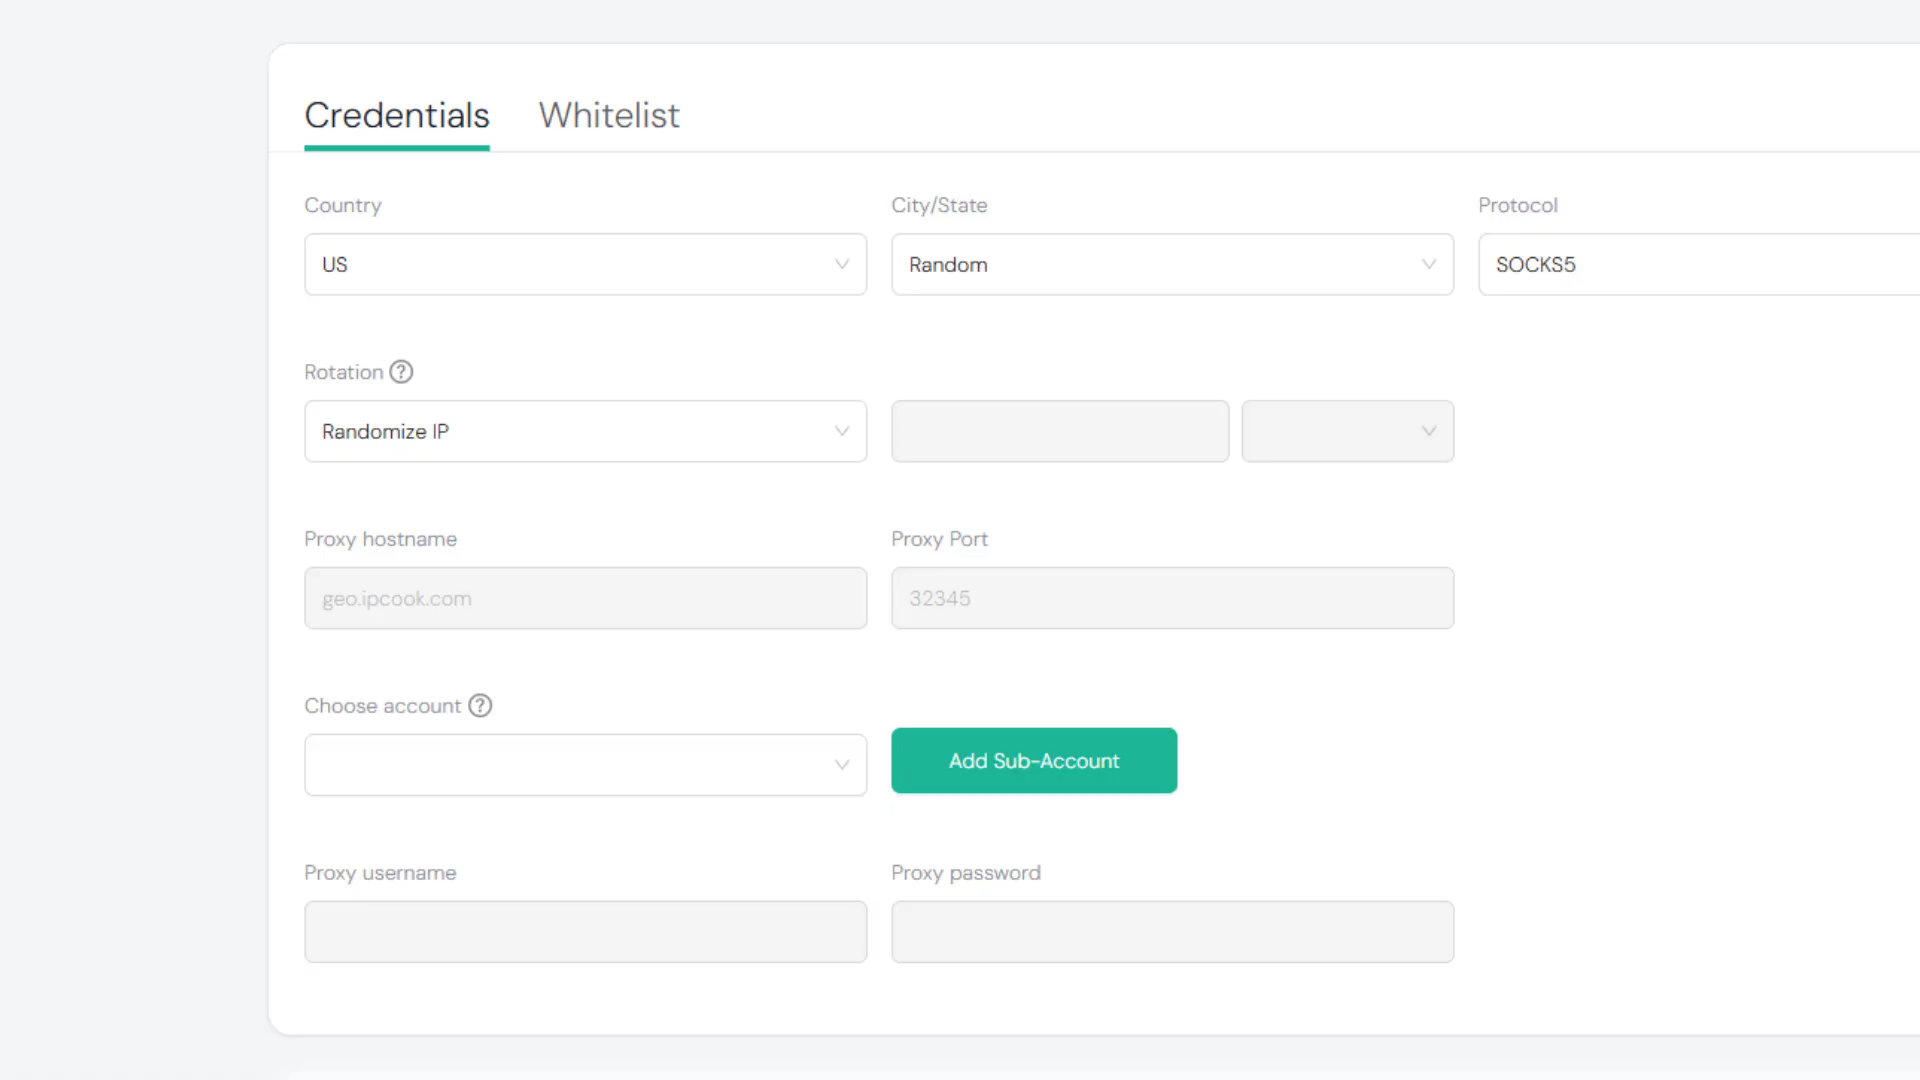 Credentials Whitelist
Country City/State Protocol
US Random SOCKS5
Rotation ?
Randomize IP
Proxy hostname Proxy Port
geo.ipcook.com 32345
Choose account ?
Add Sub-Account
Proxy username Proxy password